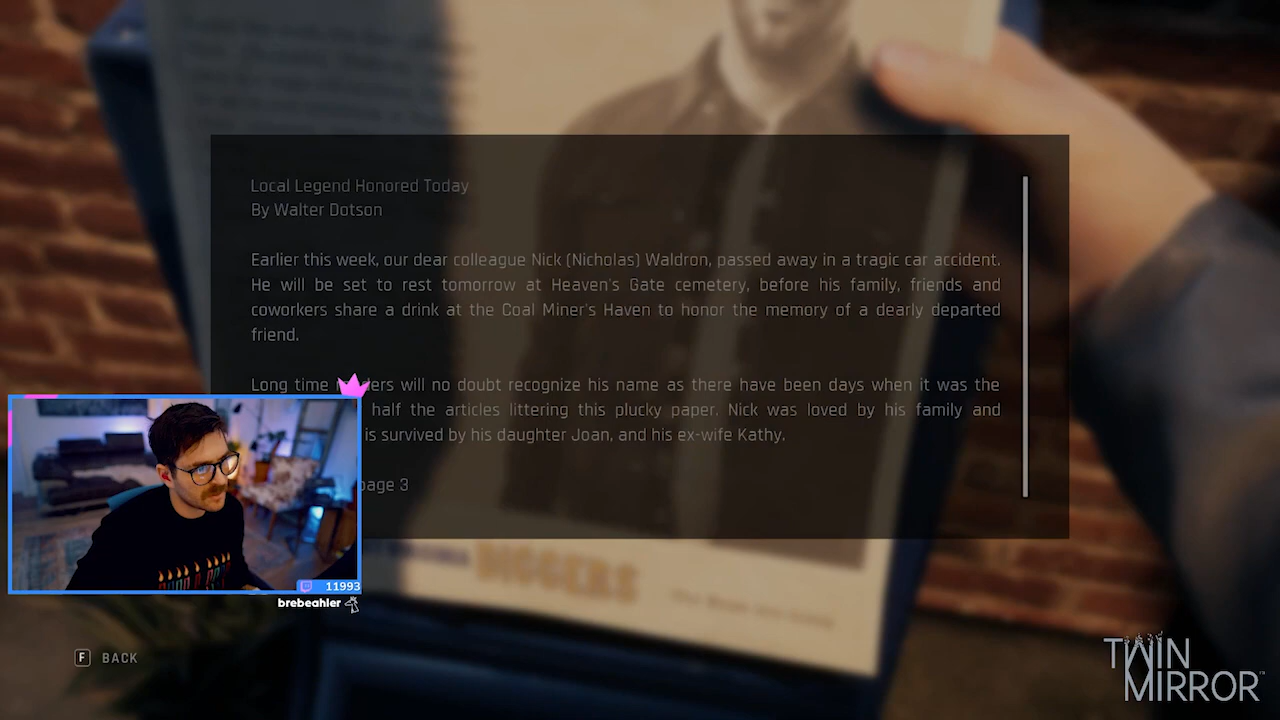 Local Legend Honored Today
By Walter Dotson
Earlier this week, our dear colleague Nick (Nicholas) Waldron, passed away in a tragic car accident.
He will be set to rest tomorrow at Heaven's Gate cemetery, before his family, friends and
coworkers share a drink at the Coal Miner's Haven to honor the memory of a dearly departed
friend.
Long time will no doubt recognize his name as there have been days when it was the
half the articles littering this plucky paper. Nick was loved by his family and
is survived by his daughter Joan, and his ex-wife Kathy.
page 3
DIGGERS
11993
brebeahler
F BACK
TWIN
MIRROR